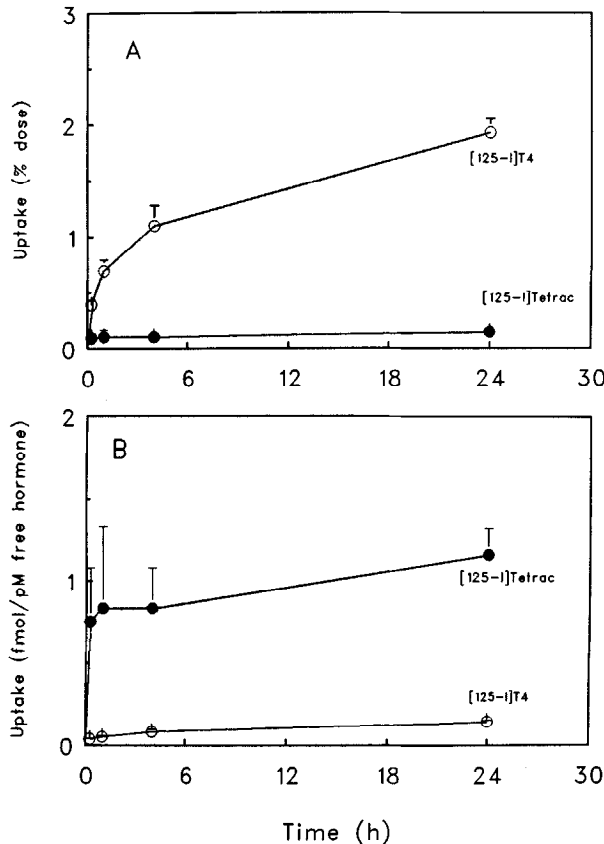 3
A
2
[125-I]T4
Uptake (% dose)
1
[125-I]Tetrac
0
0 6 12 18 24 30
2
B
1
[125-I]Tetrac
Uptake (fmol/pM free hormone)
[125-I]T4
0
0 6 12 18 24 30
Time (h)